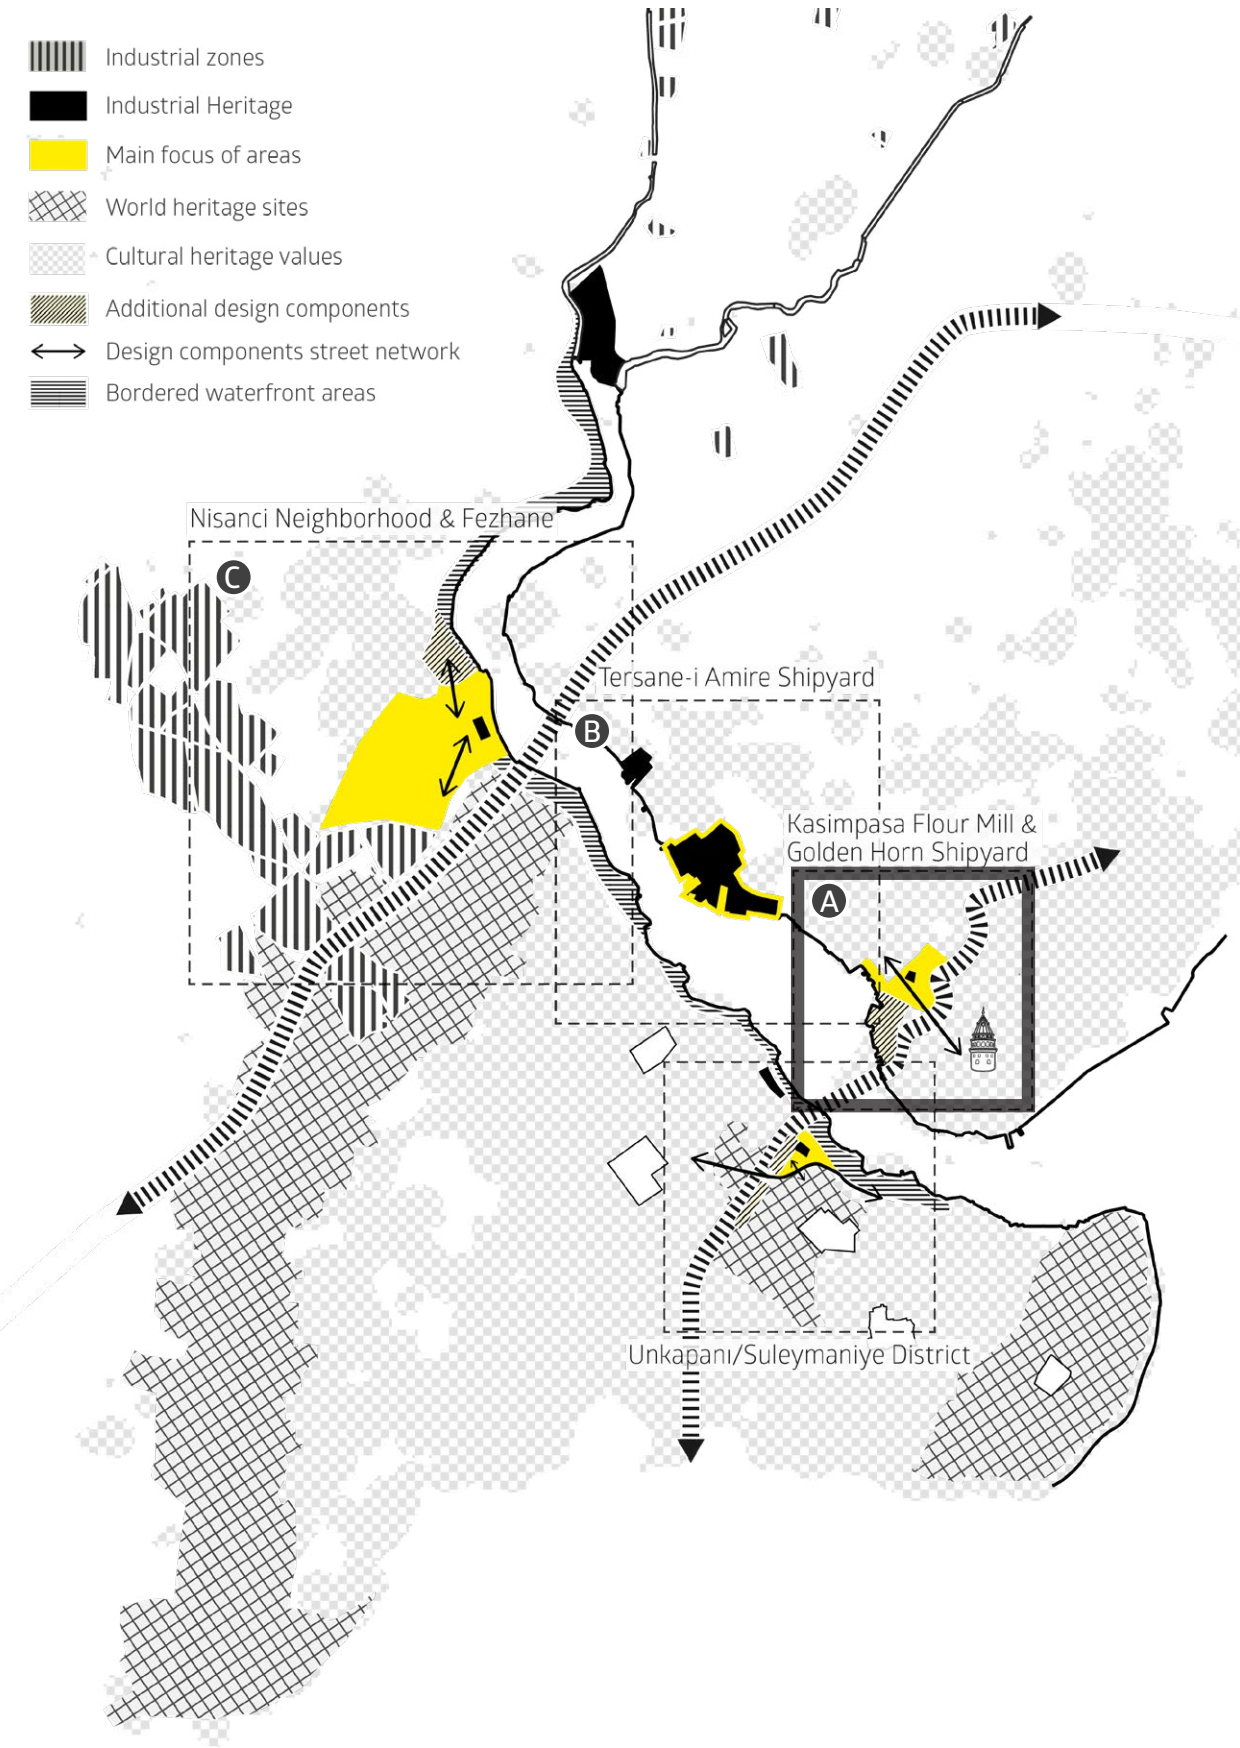 Industrial zones
Industrial Heritage
Main focus of areas
World heritage sites
Cultural heritage values
Additional design components
Design components street network
Bordered waterfront areas
Nisanci Neighborhood & Fezhane
C
Tersane-i Amire Shipyard
B
Kasimpasa Flour Mill &
Golden Horn Shipyard
A
Unkapanı/Suleymaniye District